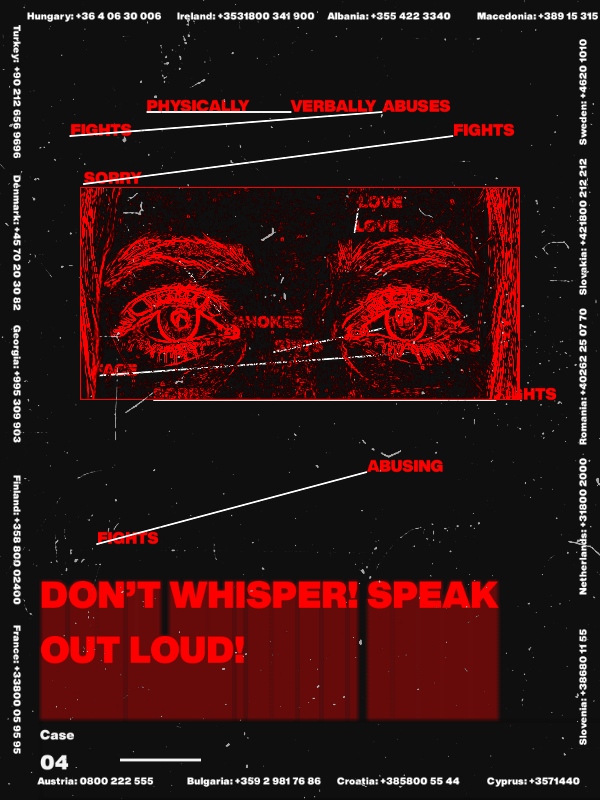 Hungary: +36 4 06 30 006
Ireland: +3531800 341 900
Albania: +355 422 3340
Macedonia: +389 15 315
Turkey: +90 212 656 9696
Denmark: +45 70 20 30 82
Georgia: +995 309 903
Finland: +358 800 02400
France: +33800 05 95 95
Sweden: +4620 1010
Slovakia: +421800 212 212
Romania: +40262 25 07 70
Netherlands: +31800 2000
Slovenia: +38680 11 55
PHYSICALLY VERBALLY ABUSES
FIGHTS FIGHTS
SORRY
LOVE
LOVE
ABUSING
FIGHTS
DON'T WHISPER! SPEAK
OUT LOUD!
Case
04
Austria: 0800 222 555
Bulgaria: +359 2 981 76 86
Croatia: +385800 55 44
Cyprus: +3571440